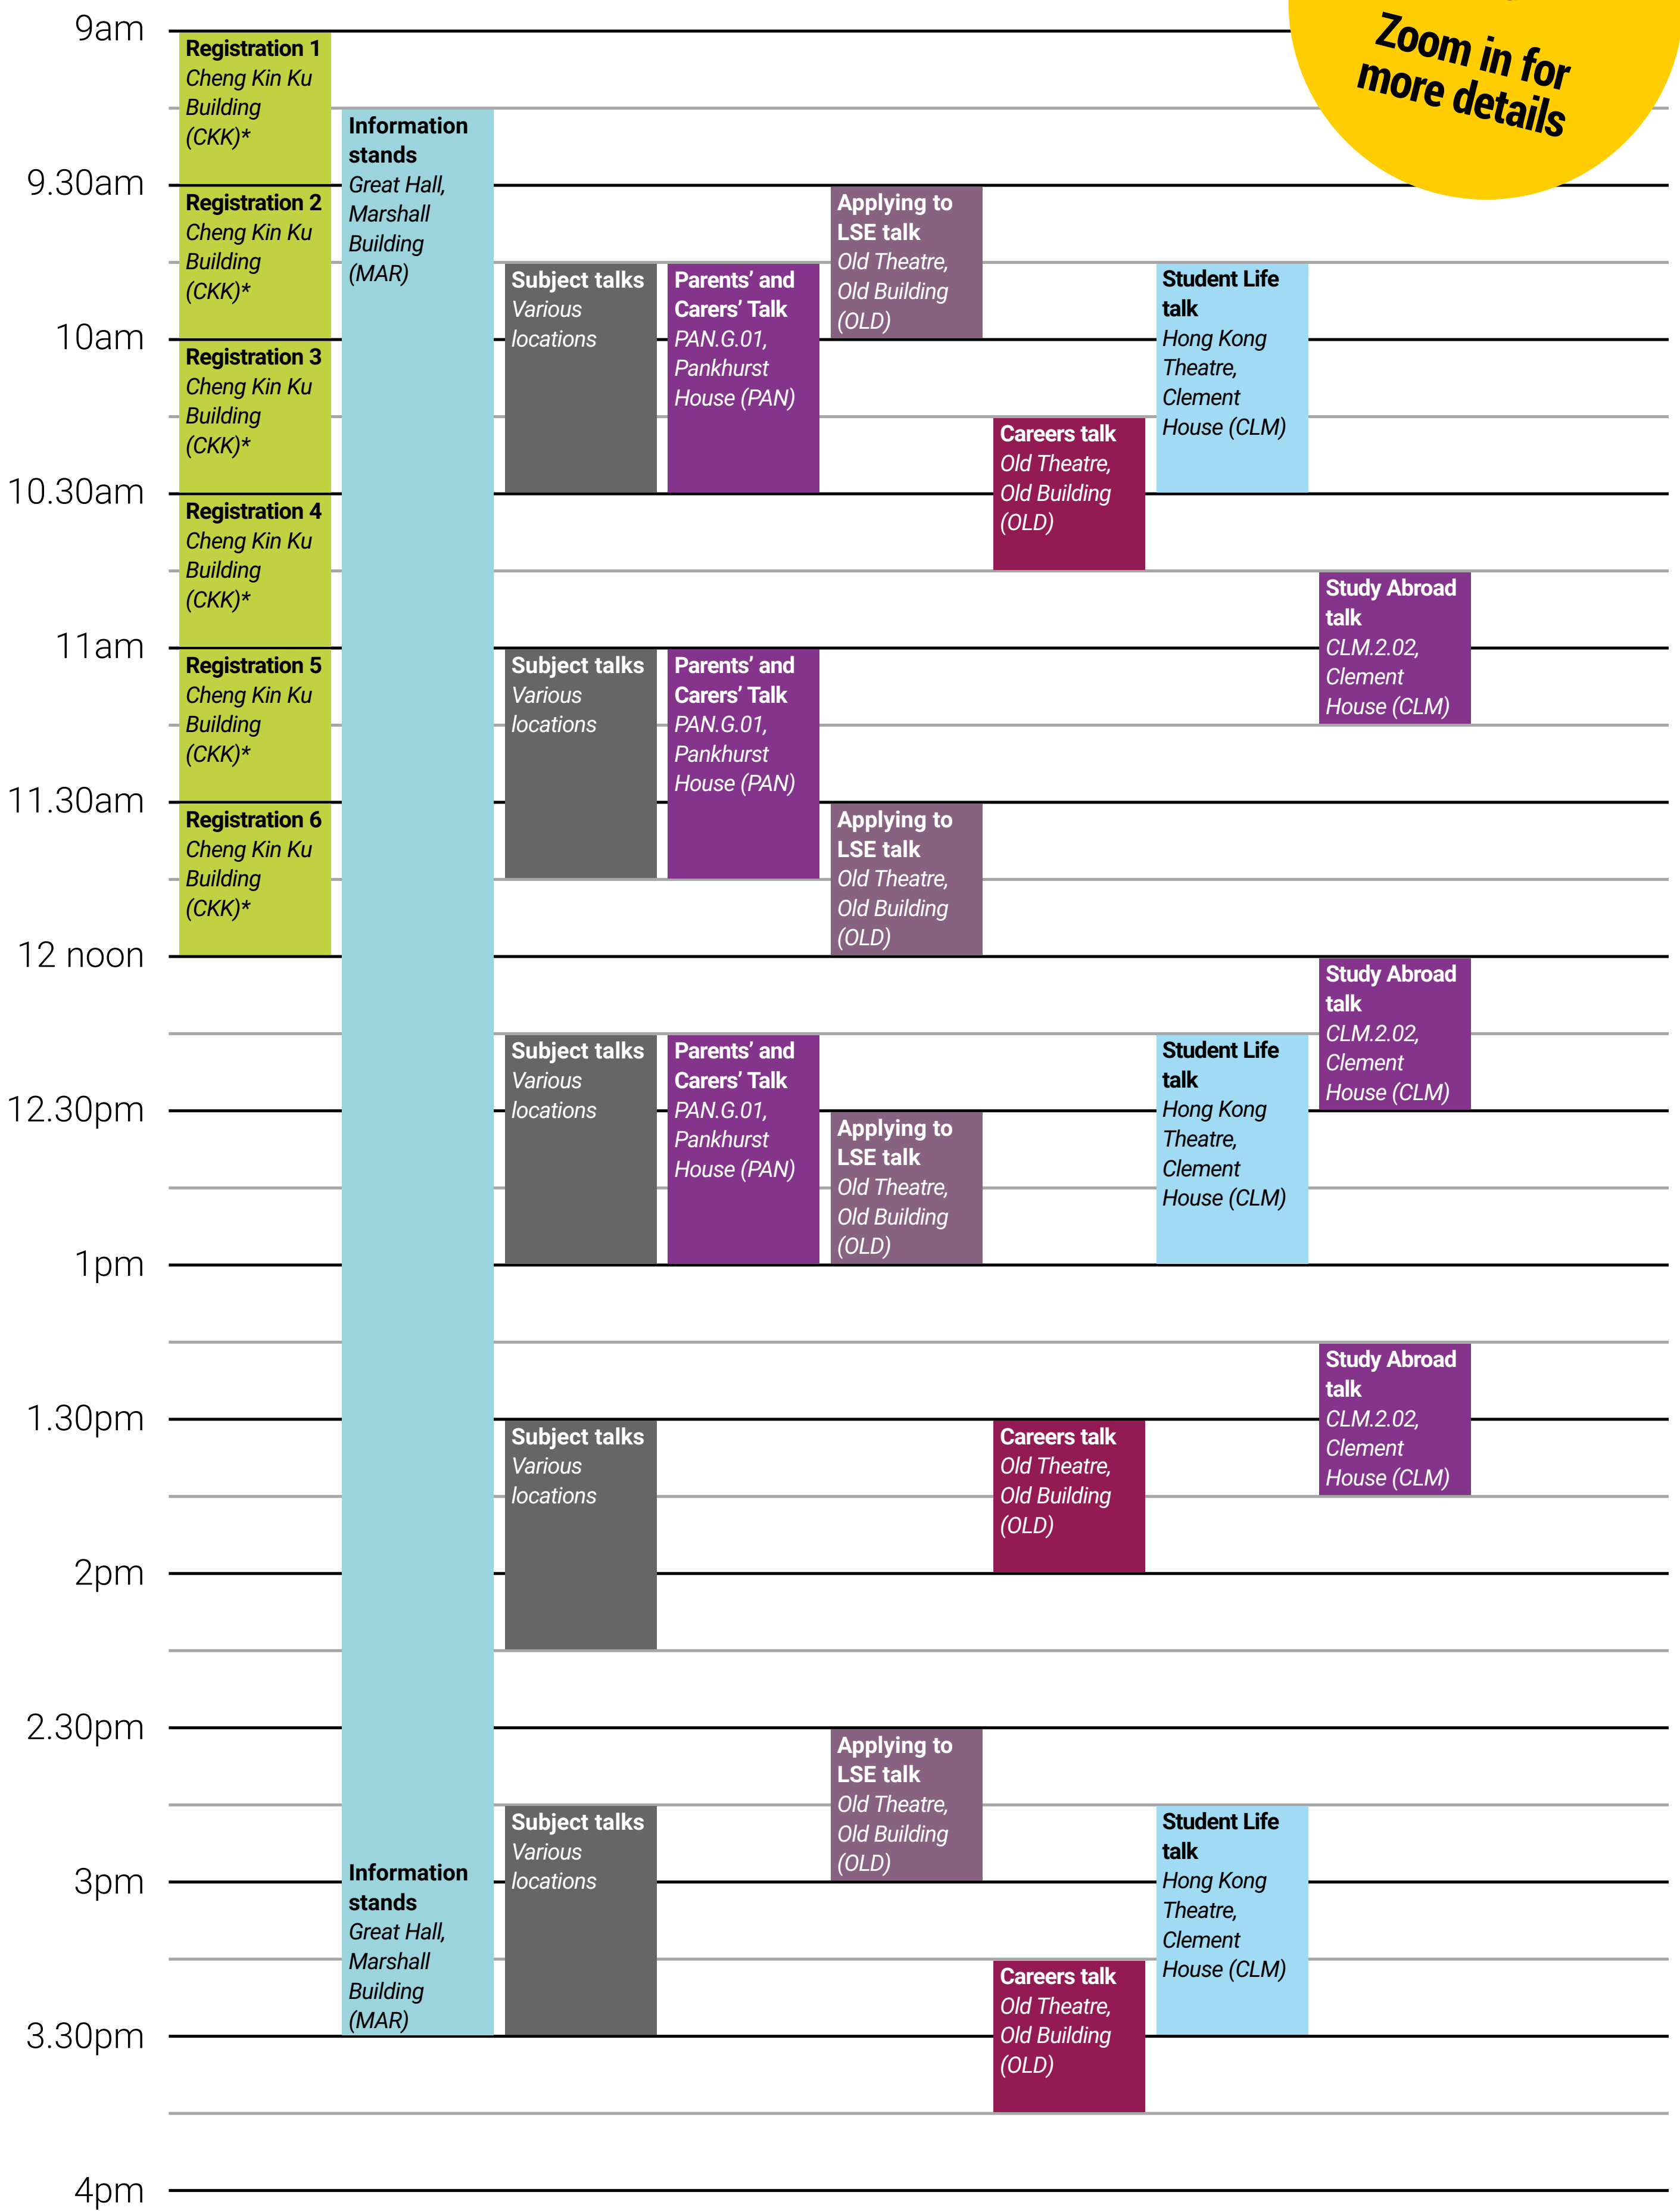 Zoom in for
more details
9am
9.30am
10am
10.30am
11am
11.30am
12 noon
12.30pm
1pm
1.30pm
2pm
2.30pm
3pm
3.30pm
4pm
Registration 1
Cheng Kin Ku
Building
(CKK)*
Registration 2
Cheng Kin Ku
Building
(CKK)*
Registration 3
Cheng Kin Ku
Building
(CKK)*
Registration 4
Cheng Kin Ku
Building
(CKK)*
Registration 5
Cheng Kin Ku
Building
(CKK)*
Registration 6
Cheng Kin Ku
Building
(CKK)*
Information
stands
Great Hall,
Marshall
Building
(MAR)
Information
stands
Great Hall,
Marshall
Building
(MAR)
Subject talks
Various
locations
Subject talks
Various
locations
Subject talks
Various
locations
Subject talks
Various
locations
Subject talks
Various
locations
Parents’ and
Carers’ Talk
PAN.G.01,
Pankhurst
House (PAN)
Parents’ and
Carers’ Talk
PAN.G.01,
Pankhurst
House (PAN)
Parents’ and
Carers’ Talk
PAN.G.01,
Pankhurst
House (PAN)
Applying to
LSE talk
Old Theatre,
Old Building
(OLD)
Applying to
LSE talk
Old Theatre,
Old Building
(OLD)
Applying to
LSE talk
Old Theatre,
Old Building
(OLD)
Applying to
LSE talk
Old Theatre,
Old Building
(OLD)
Careers talk
Old Theatre,
Old Building
(OLD)
Careers talk
Old Theatre,
Old Building
(OLD)
Careers talk
Old Theatre,
Old Building
(OLD)
Student Life
talk
Hong Kong
Theatre,
Clement
House (CLM)
Student Life
talk
Hong Kong
Theatre,
Clement
House (CLM)
Student Life
talk
Hong Kong
Theatre,
Clement
House (CLM)
Study Abroad
talk
CLM.2.02,
Clement
House (CLM)
Study Abroad
talk
CLM.2.02,
Clement
House (CLM)
Study Abroad
talk
CLM.2.02,
Clement
House (CLM)